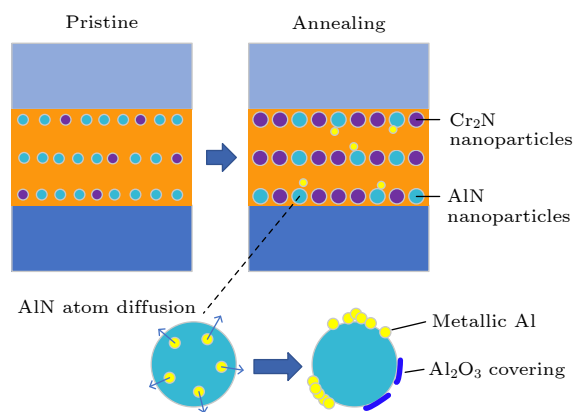 Pristine
Annealing
Cr₂N
nanoparticles
AlN
nanoparticles
AlN atom diffusion
Metallic Al
Al₂O₃ covering